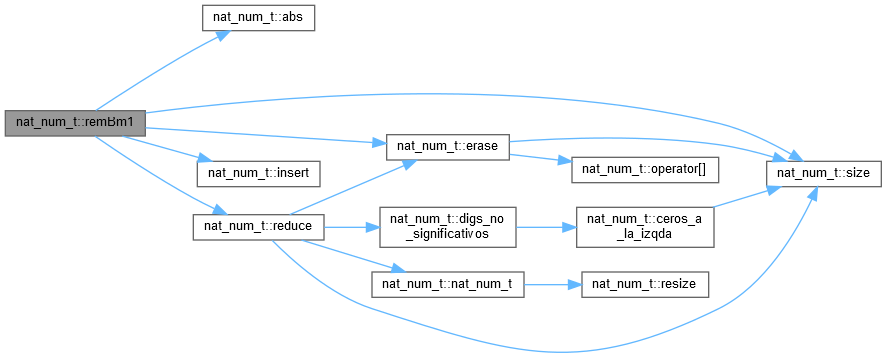 nat_num_t::abs
nat_num_t::remBm1
nat_num_t::erase
nat_num_t::insert
nat_num_t::operator[]
nat_num_t::size
nat_num_t::reduce
nat_num_t::digs_no
_significativos
nat_num_t::ceros_a
_la_izqda
nat_num_t::nat_num_t
nat_num_t::resize